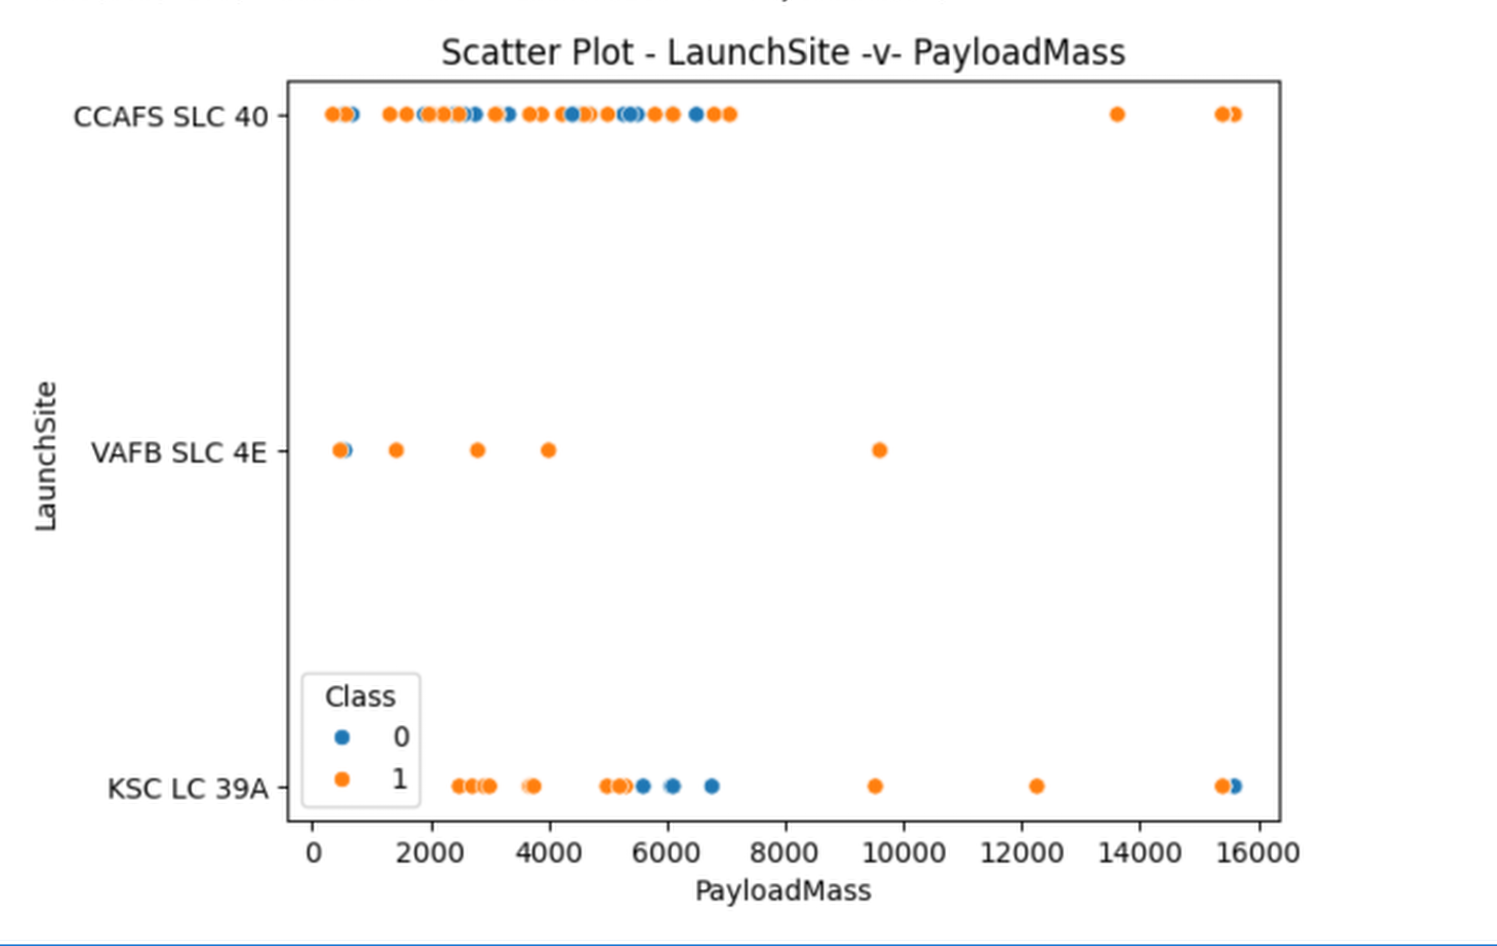 Scatter Plot - LaunchSite -v- PayloadMass
CCAFS SLC 40
VAFB SLC 4E
KSC LC 39A
LaunchSite
Class
0
1
0 2000 4000 6000 8000 10000 12000 14000 16000
PayloadMass